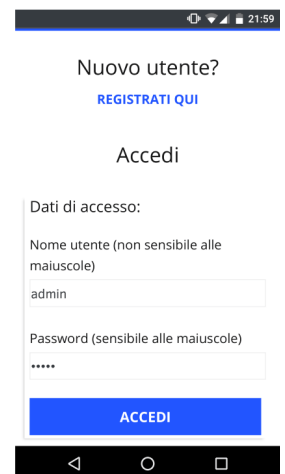 21:59
Nuovo utente?
REGISTRATI QUI
Accedi
Dati di accesso:
Nome utente (non sensibile alle
maiuscole)
admin
Password (sensibile alle maiuscole)
•••••
ACCEDI